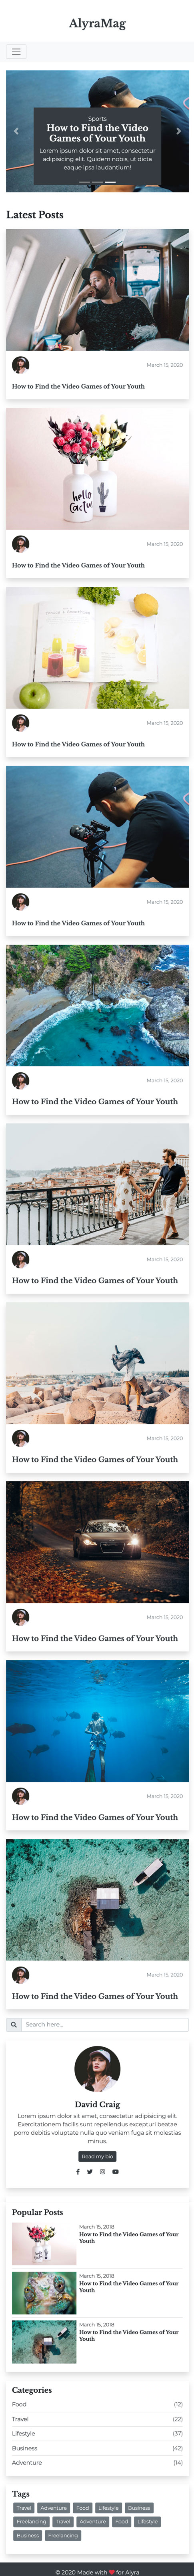 AlyraMag
Sports
How to Find the Video
Games of Your Youth
Lorem ipsum dolor sit amet, consectetur
adipisicing elit. Quidem nobis, ut dicta
eaque ipsa laudantium!
Latest Posts
March 15, 2020
How to Find the Video Games of Your Youth
hello
cactus
March 15, 2020
How to Find the Video Games of Your Youth
March 15, 2020
How to Find the Video Games of Your Youth
March 15, 2020
How to Find the Video Games of Your Youth
March 15, 2020
How to Find the Video Games of Your Youth
March 15, 2020
How to Find the Video Games of Your Youth
March 15, 2020
How to Find the Video Games of Your Youth
March 15, 2020
How to Find the Video Games of Your Youth
March 15, 2020
How to Find the Video Games of Your Youth
March 15, 2020
How to Find the Video Games of Your Youth
Search here...
David Craig
Lorem ipsum dolor sit amet, consectetur adipisicing elit.
Exercitationem facilis sunt repellendus excepturi beatae
porro debitis voluptate nulla quo veniam fuga sit molestias
minus.
Read my bio
Popular Posts
March 15, 2018
How to Find the Video Games of Your
Youth
March 15, 2018
How to Find the Video Games of Your
Youth
March 15, 2018
How to Find the Video Games of Your
Youth
Categories
Food (12)
Travel (22)
Lifestyle (37)
Business (42)
Adventure (14)
Tags
Travel Adventure Food Lifestyle Business
Freelancing Travel Adventure Food Lifestyle
Business Freelancing
© 2020 Made with ❤ for Alyra